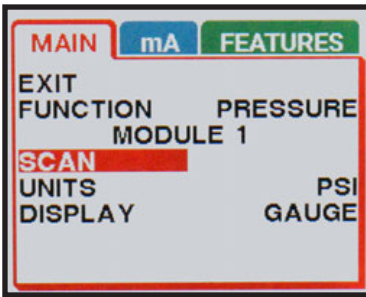 MAIN mA FEATURES
EXIT
FUNCTION PRESSURE
MODULE 1
SCAN
UNITS PSI
DISPLAY GAUGE